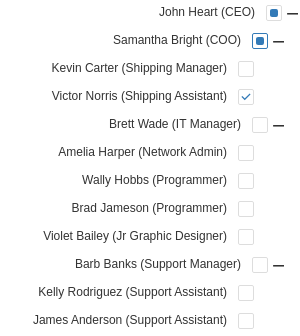 John Heart (CEO)
Samantha Bright (COO)
Kevin Carter (Shipping Manager)
Victor Norris (Shipping Assistant)
Brett Wade (IT Manager)
Amelia Harper (Network Admin)
Wally Hobbs (Programmer)
Brad Jameson (Programmer)
Violet Bailey (Jr Graphic Designer)
Barb Banks (Support Manager)
Kelly Rodriguez (Support Assistant)
James Anderson (Support Assistant)